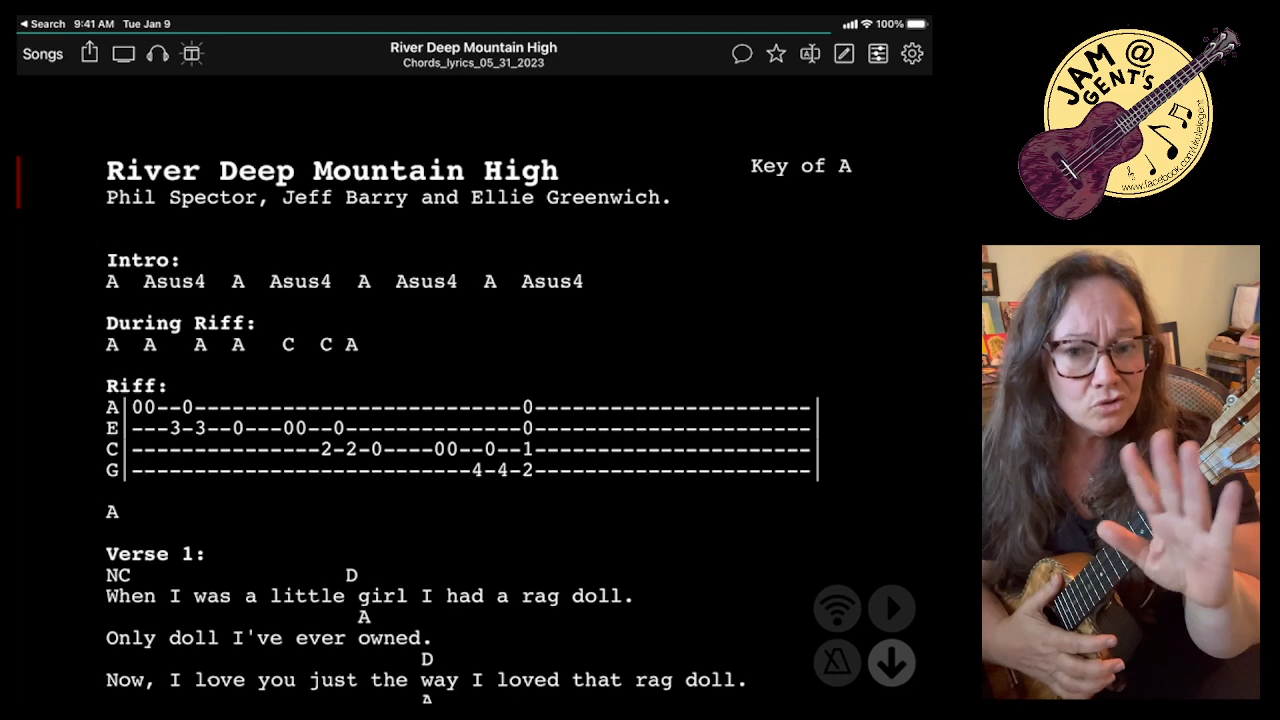 Search 9:41 AM Tue Jan 9 100%
Songs
River Deep Mountain High
Chords_lyrics_05_31_2023
JAM @
GENT'S
www.facebook.com/ukulelegent
River Deep Mountain High Key of A
Phil Spector, Jeff Barry and Ellie Greenwich.
Intro:
A Asus4 A Asus4 A Asus4 A Asus4
During Riff:
A A A A C C A
Riff:
A|00--0--------------------------0----------------------|
E|---3-3--0---00--0--------------0----------------------|
C|---------------2-2-0----00--0--1----------------------|
G|---------------------------4-4-2----------------------|
A
Verse 1:
NC D
When I was a little girl I had a rag doll.
A
Only doll I've ever owned.
D
Now, I love you just the way I loved that rag doll.
A